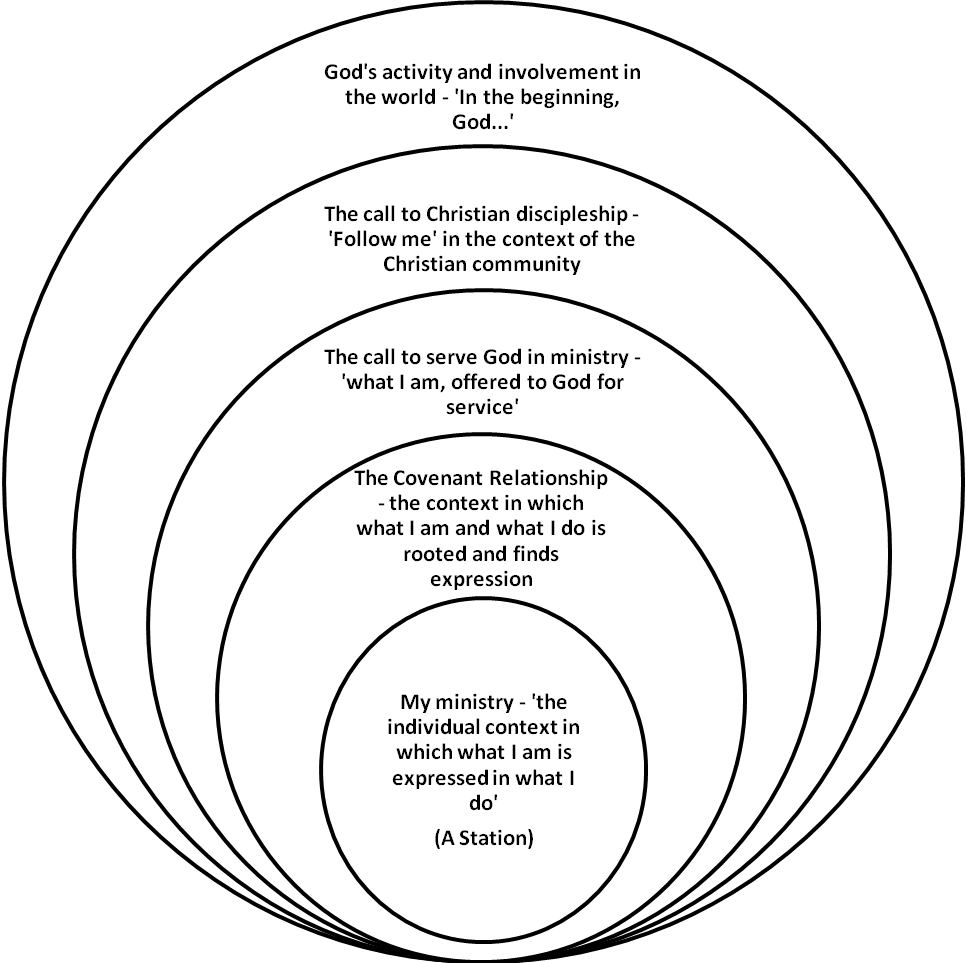 God's activity and involvement in
the world - 'In the beginning,
God...'
The call to Christian discipleship -
'Follow me' in the context of the
Christian community
The call to serve God in ministry -
'what I am, offered to God for
service'
The Covenant Relationship
- the context in which
what I am and what I do is
rooted and finds
expression
My ministry - 'the
individual context in
which what I am is
expressed in what I
do'
(A Station)